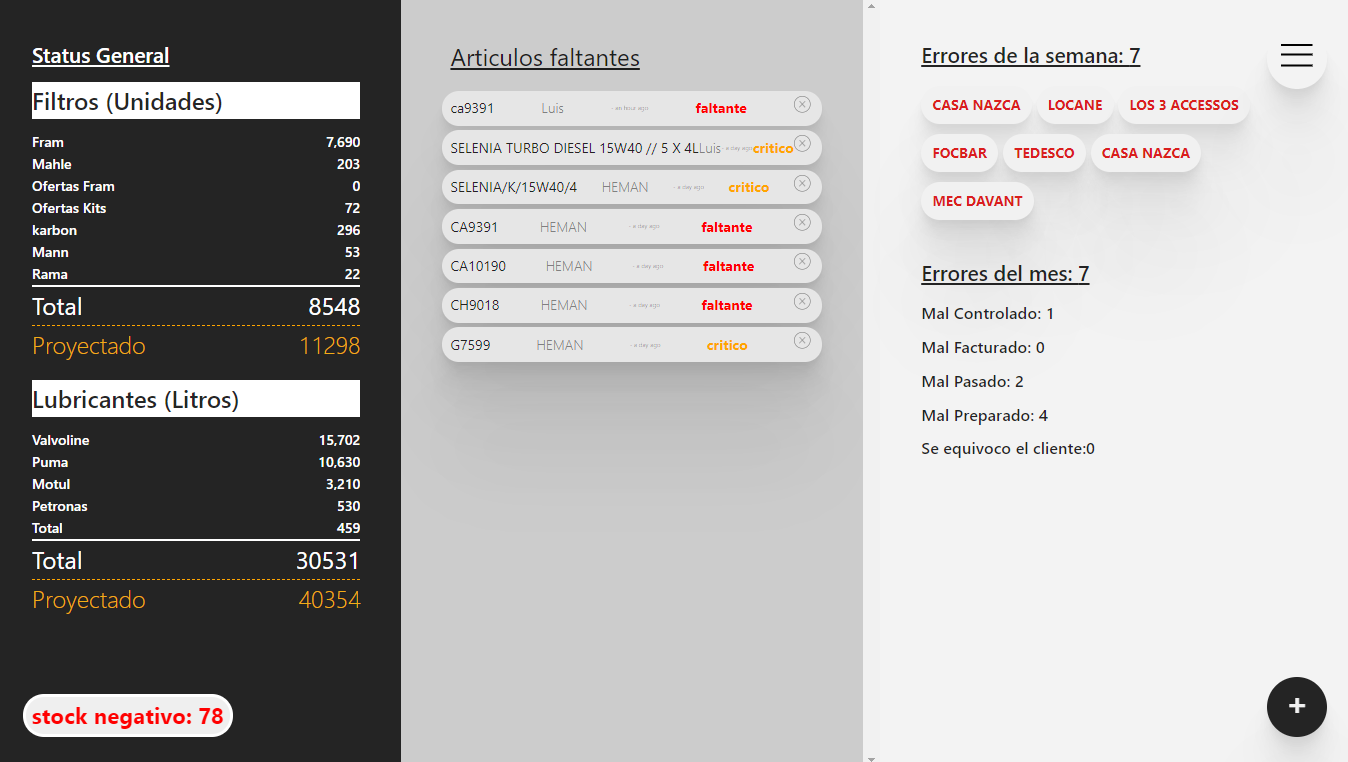 Status General
Filtros (Unidades)
Fram 7,690
Mahle 203
Ofertas Fram 0
Ofertas Kits 72
karbon 296
Mann 53
Rama 22
Total 8548
Proyectado 11298
Lubricantes (Litros)
Valvoline 15,702
Puma 10,630
Motul 3,210
Petronas 530
Total 459
Total 30531
Proyectado 40354
stock negativo: 78
Articulos faltantes
ca9391 Luis - an hour ago faltante
SELENIA TURBO DIESEL 15W40 // 5 X 4L Luis - a day ago critico
SELENIA/K/15W40/4 HEMAN - a day ago critico
CA9391 HEMAN - a day ago faltante
CA10190 HEMAN - a day ago faltante
CH9018 HEMAN - a day ago faltante
G7599 HEMAN - a day ago critico
Errores de la semana: 7
CASA NAZCA LOCANE LOS 3 ACCESSOS
FOCBAR TEDESCO CASA NAZCA
MEC DAVANT
Errores del mes: 7
Mal Controlado: 1
Mal Facturado: 0
Mal Pasado: 2
Mal Preparado: 4
Se equivoco el cliente:0
+